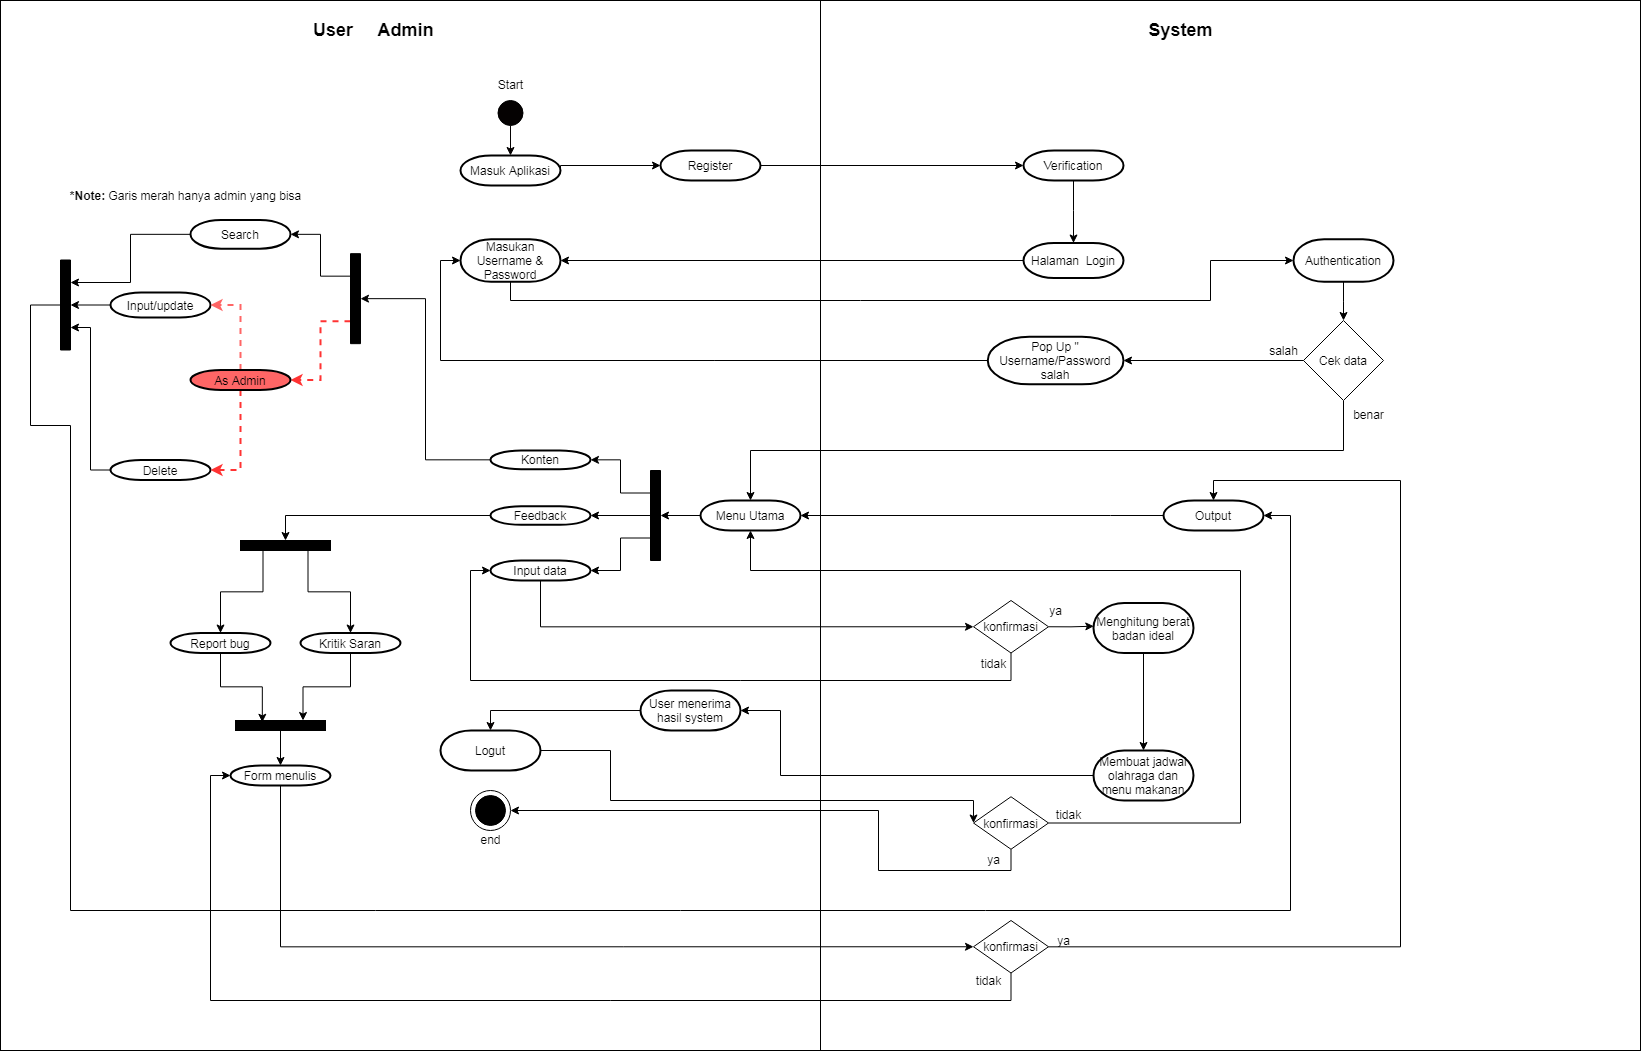 User Admin
System
Start
Masuk Aplikasi
Register
Verification
*Note: Garis merah hanya admin yang bisa
Search
Masukan
Username &
Password
Halaman Login
Authentication
Input/update
Pop Up "
Username/Password
salah
salah
Cek data
As Admin
benar
Konten
Delete
Feedback
Menu Utama
Output
Input data
konfirmasi
ya
Menghitung berat
badan ideal
tidak
Report bug
Kritik Saran
User menerima
hasil system
Logut
Membuat jadwal
olahraga dan
menu makanan
Form menulis
konfirmasi
tidak
end
ya
konfirmasi
ya
tidak